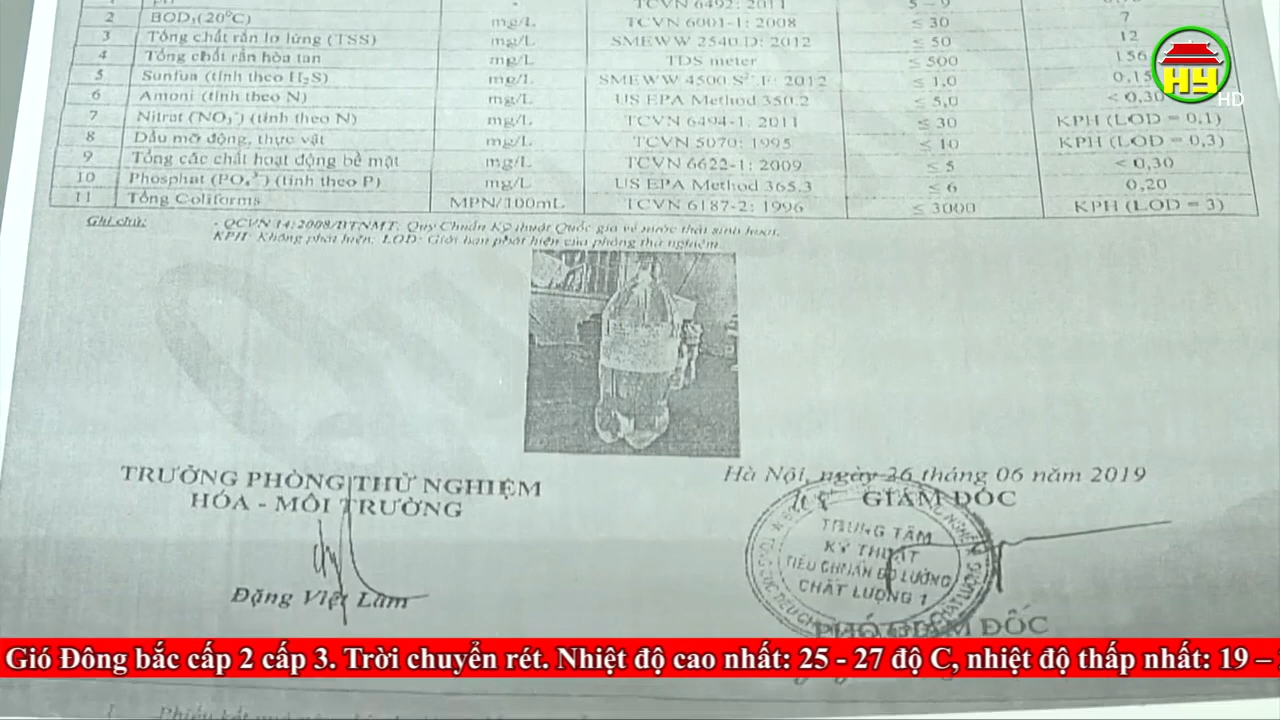 1 pH - TCVN 6492: 2011 5 – 9
2 BOD5 (20°C) mg/L TCVN 6001-1: 2008 ≤ 30 7
3 Tổng chất rắn lơ lửng (TSS) mg/L SMEWW 2540.D: 2012 ≤ 50 12
4 Tổng chất rắn hòa tan mg/L TDS meter ≤ 500 156
5 Sunfua (tính theo H₂S) mg/L SMEWW 4500 S²⁻.F: 2012 ≤ 1,0 0,15
6 Amoni (tính theo N) mg/L US EPA Method 350.2 ≤ 5,0 < 0,30
7 Nitrat (NO₃⁻) (tính theo N) mg/L TCVN 6494-1: 2011 ≤ 30 KPH (LOD = 0,1)
8 Dầu mỡ động, thực vật mg/L TCVN 5070: 1995 ≤ 10 KPH (LOD = 0,3)
9 Tổng các chất hoạt động bề mặt mg/L TCVN 6622-1: 2009 ≤ 5 < 0,30
10 Phosphat (PO₄³⁻) (tính theo P) mg/L US EPA Method 365.3 ≤ 6 0,20
11 Tổng Coliforms MPN/100mL TCVN 6187-2: 1996 ≤ 3000 KPH (LOD = 3)
HY HD
Ghi chú: - QCVN 14:2008/BTNMT. Quy Chuẩn Kỹ thuật Quốc gia về nước thải sinh hoạt.
KPH: Không phát hiện. LOD: Giới hạn phát hiện của phòng thử nghiệm
TRƯỞNG PHÒNG THỬ NGHIỆM
HÓA - MÔI TRƯỜNG
Đặng Việt Lâm
Hà Nội, ngày 26 tháng 06 năm 2019
GIÁM ĐỐC
TRUNG TÂM
KỸ THUẬT
TIÊU CHUẨN ĐO LƯỜNG
CHẤT LƯỢNG 1
PHÓ GIÁM ĐỐC
Gió Đông bắc cấp 2 cấp 3. Trời chuyển rét. Nhiệt độ cao nhất: 25 - 27 độ C, nhiệt độ thấp nhất: 19 –
1. Phiếu kết quả